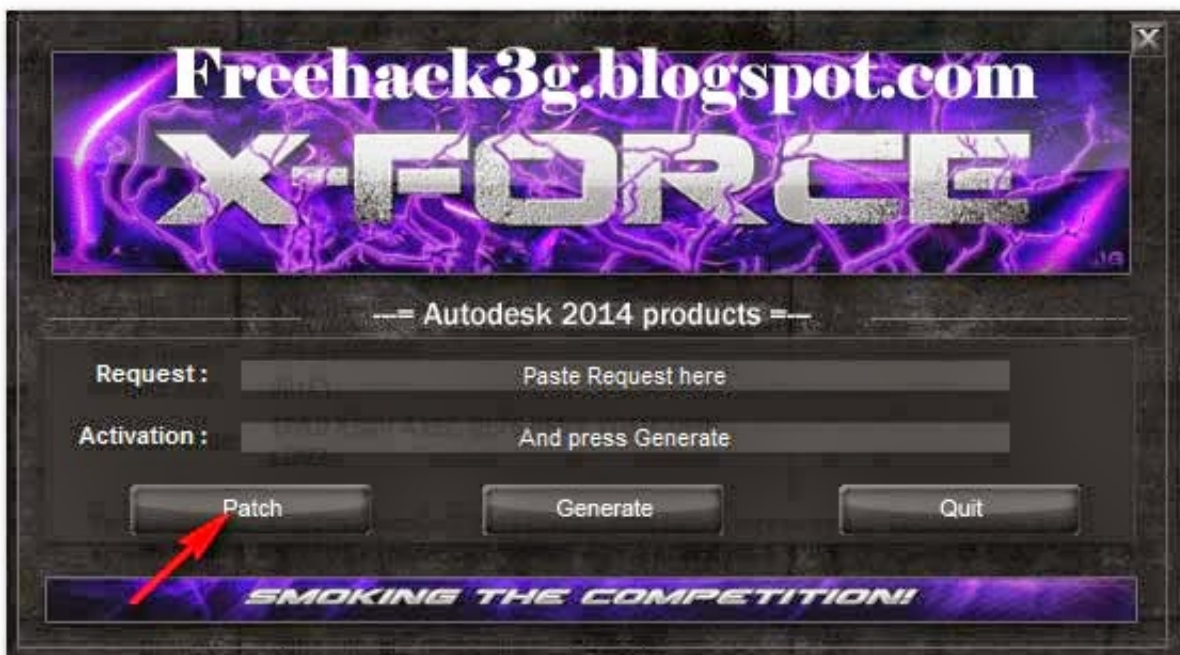 Freehack3g.blogspot.com
X-FORCE
---= Autodesk 2014 products =---
Request :
Paste Request here
Activation :
And press Generate
Patch
Generate
Quit
SMOKING THE COMPETITION!